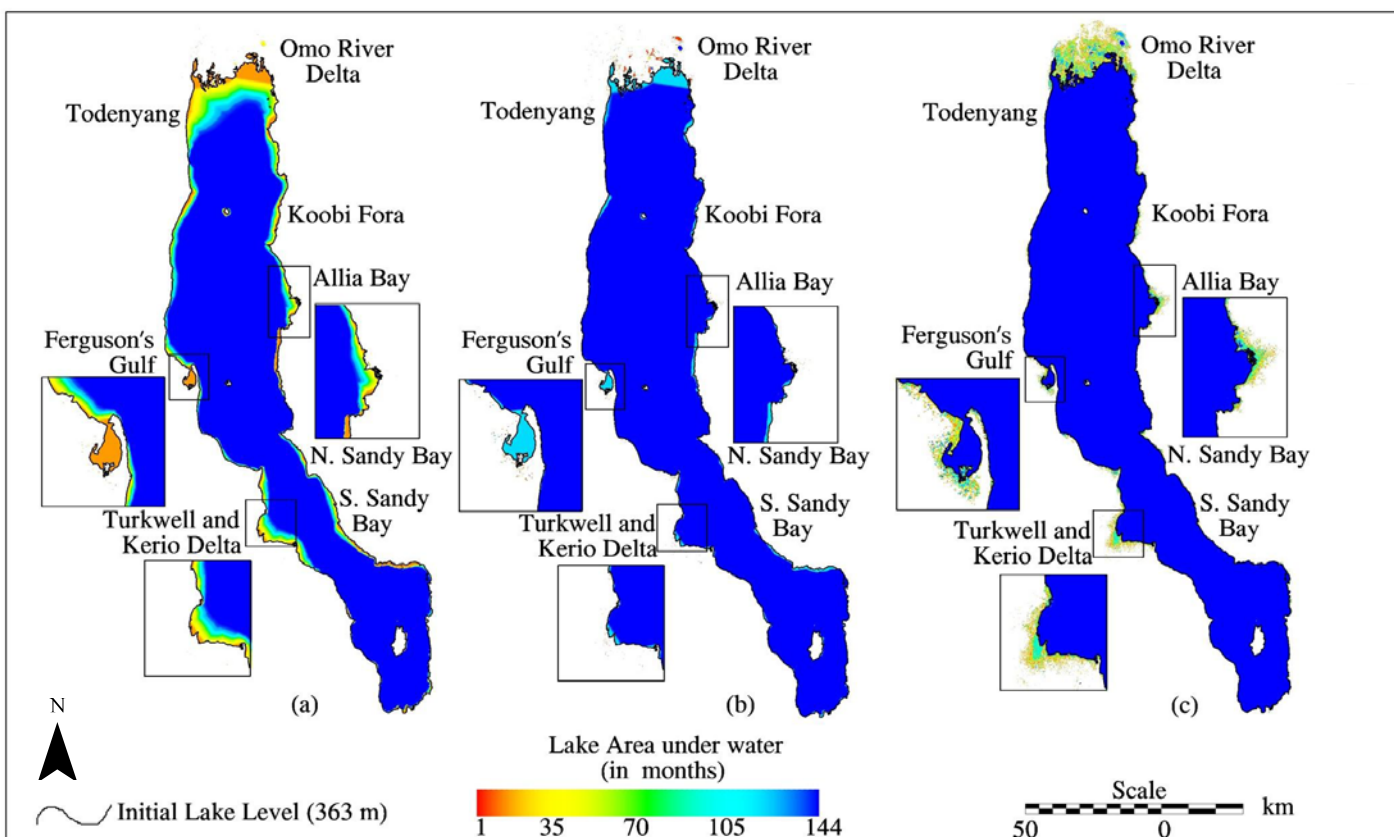 Omo River
Delta
Todenyang
Koobi Fora
Allia Bay
Ferguson's
Gulf
N. Sandy Bay
S. Sandy
Bay
Turkwell and
Kerio Delta
(a)
Omo River
Delta
Todenyang
Koobi Fora
Allia Bay
Ferguson's
Gulf
N. Sandy Bay
S. Sandy
Bay
Turkwell and
Kerio Delta
(b)
Omo River
Delta
Todenyang
Koobi Fora
Allia Bay
Ferguson's
Gulf
N. Sandy Bay
S. Sandy
Bay
Turkwell and
Kerio Delta
(c)
N
Initial Lake Level (363 m)
Lake Area under water
(in months)
1 35 70 105 144
Scale
km
50 0